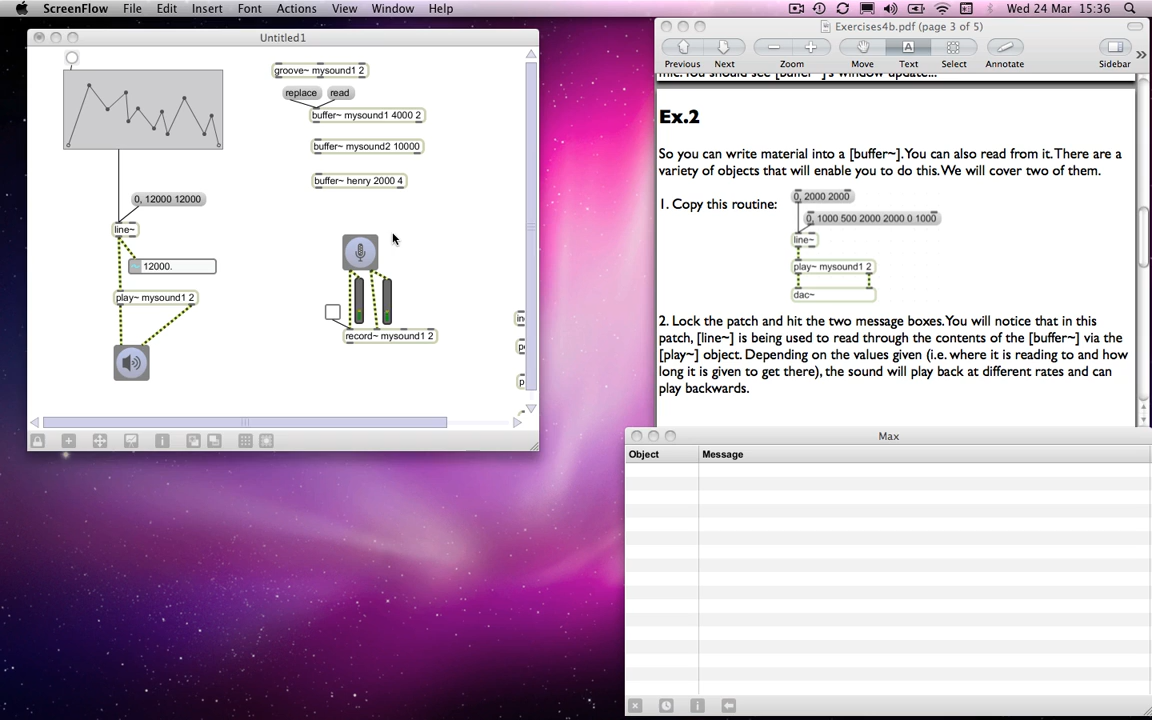 ScreenFlow File Edit Insert Font Actions View Window Help Wed 24 Mar 15:36
Untitled1
groove~ mysound1 2
replace read
buffer~ mysound1 4000 2
buffer~ mysound2 10000
buffer~ henry 2000 4
0, 12000 12000
line~
12000.
play~ mysound1 2
record~ mysound1 2
Exercises4b.pdf (page 3 of 5)
Previous Next Zoom Move Text Select Annotate Sidebar
Ex.2
So you can write material into a [buffer~]. You can also read from it. There are a
variety of objects that will enable you to do this. We will cover two of them.
1. Copy this routine:
0, 2000 2000
0, 1000 500 2000 2000 0 1000
line~
play~ mysound1 2
dac~
2. Lock the patch and hit the two message boxes. You will notice that in this
patch, [line~] is being used to read through the contents of the [buffer~] via the
[play~] object. Depending on the values given (i.e. where it is reading to and how
long it is given to get there), the sound will play back at different rates and can
play backwards.
Max
Object Message